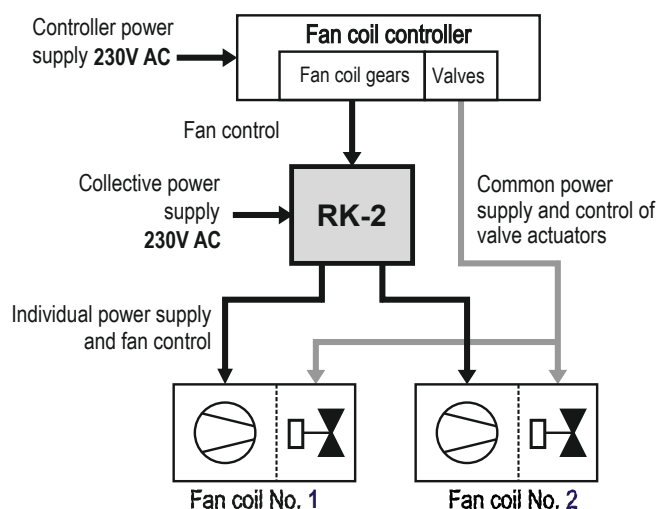 Controller power
supply 230V AC
Fan coil controller
Fan coil gears
Valves
Fan control
Collective power
supply
230V AC
RK-2
Common power
supply and control of
valve actuators
Individual power supply
and fan control
Fan coil No. 1
Fan coil No. 2